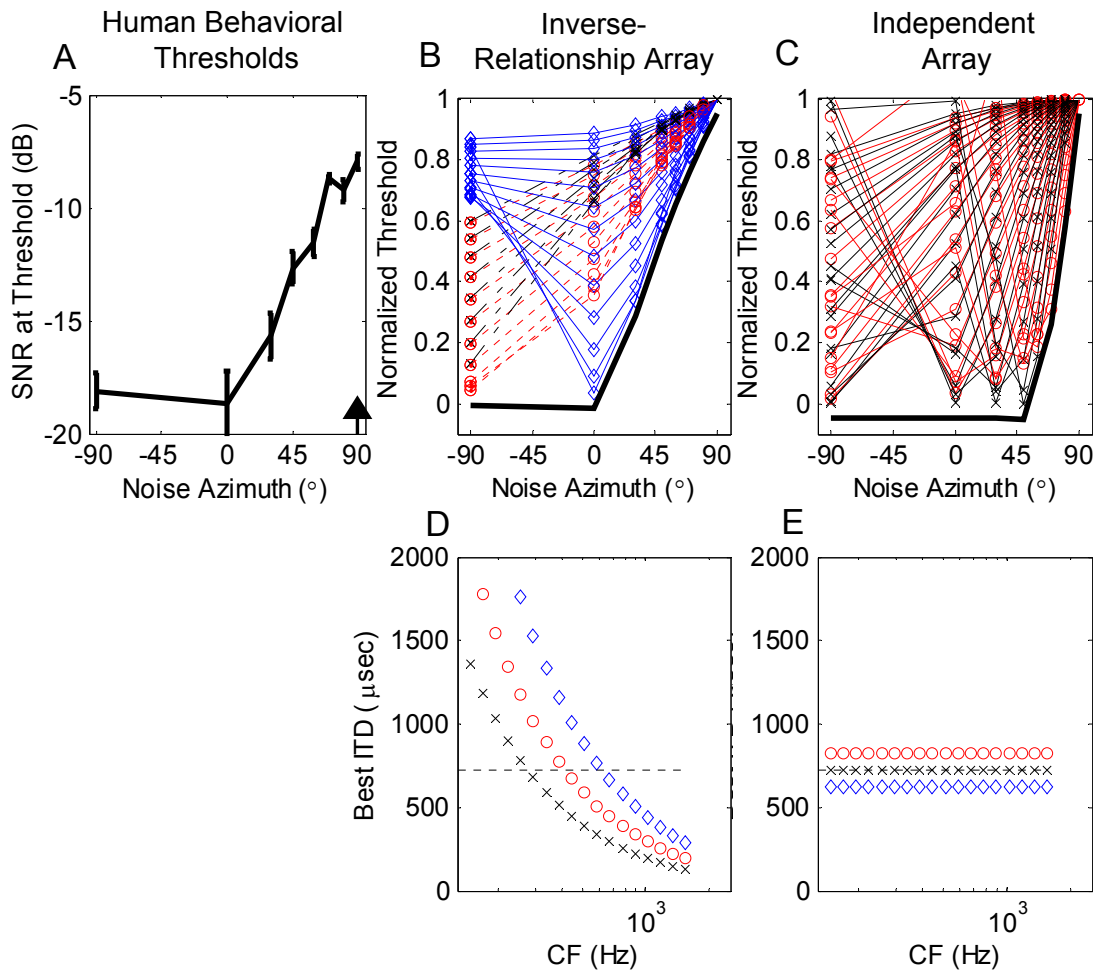 Human Behavioral
Thresholds
Inverse-
Relationship Array
Independent
Array
A
B
C
SNR at Threshold (dB)
-5
-10
-15
-20
-90
-45
0
45
90
Noise Azimuth (°)
Normalized Threshold
1
0.8
0.6
0.4
0.2
0
-90
-45
0
45
90
Noise Azimuth (°)
Normalized Threshold
1
0.8
0.6
0.4
0.2
0
-90
-45
0
45
90
Noise Azimuth (°)
D
E
Best ITD ( μsec)
2000
1500
1000
500
0
10³
CF (Hz)
2000
1500
1000
500
0
10³
CF (Hz)